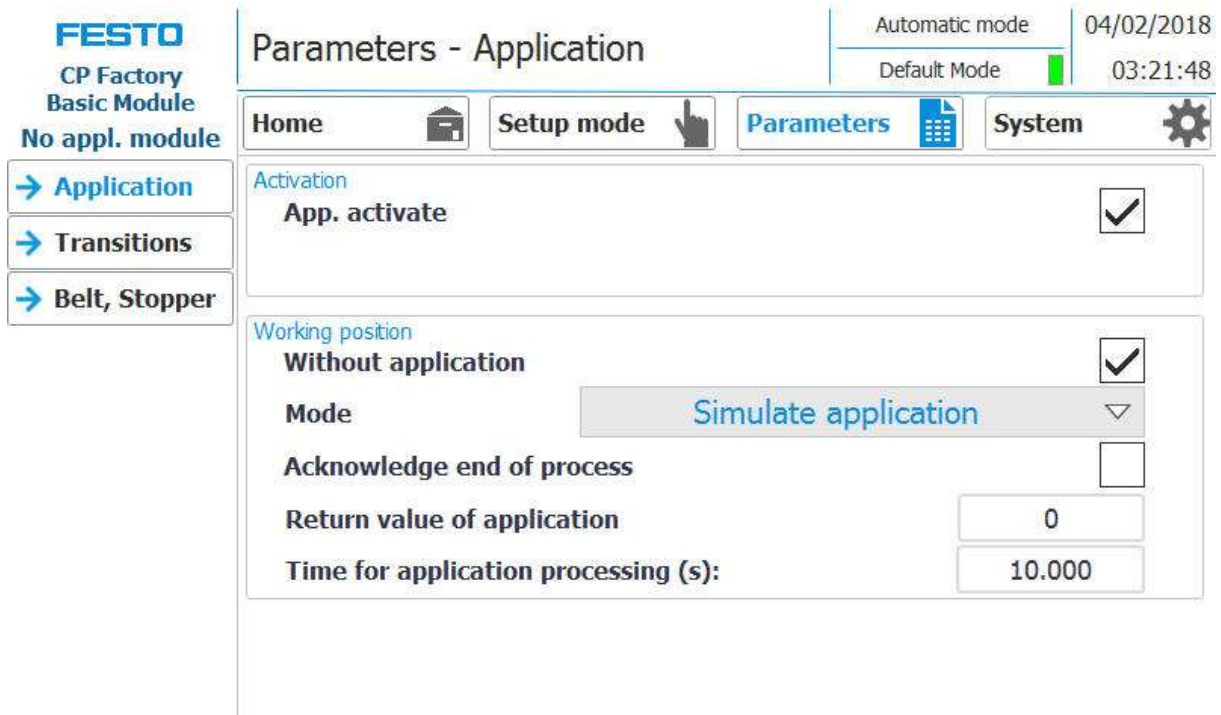 FESTO
CP Factory
Basic Module
No appl. module
Parameters - Application
Automatic mode
Default Mode
04/02/2018
03:21:48
Home
Setup mode
Parameters
System
Application
Transitions
Belt, Stopper
Activation
App. activate
Working position
Without application
Mode
Simulate application
Acknowledge end of process
Return value of application
0
Time for application processing (s):
10.000